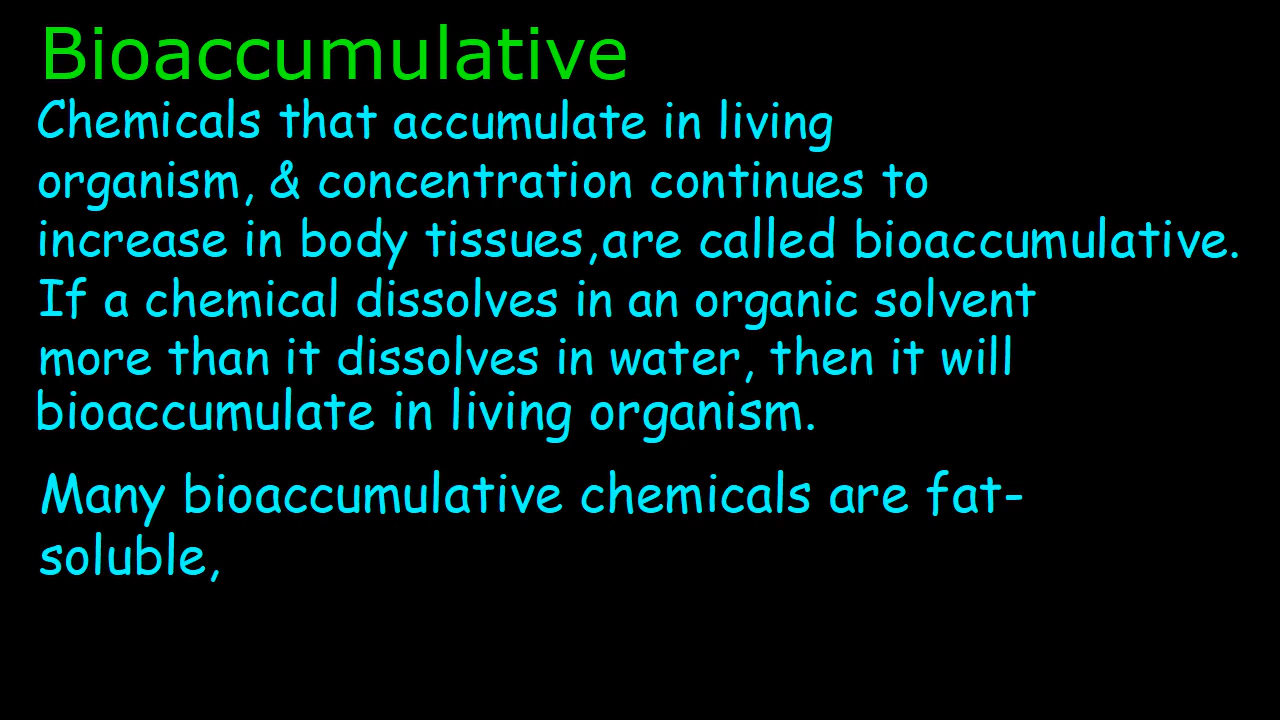 Bioaccumulative
Chemicals that accumulate in living
organism, & concentration continues to
increase in body tissues,are called bioaccumulative.
If a chemical dissolves in an organic solvent
more than it dissolves in water, then it will
bioaccumulate in living organism.
Many bioaccumulative chemicals are fat-
soluble,